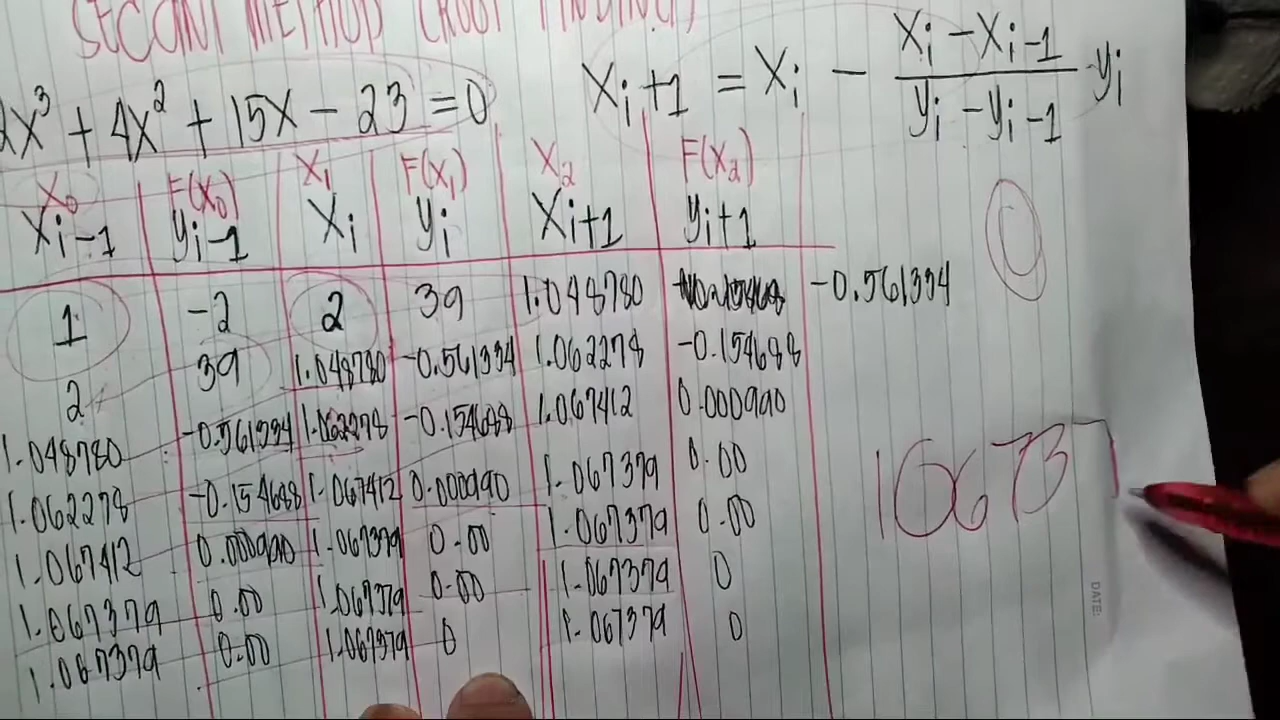 SECANT METHOD (ROOT FINDING)
2x³ + 4x² + 15x - 23 = 0
Xi+1 = Xi - (Xi - Xi-1)/(yi - yi-1) · yi
X0 F(X0) X1 F(X1) X2 F(X2)
Xi-1 yi-1 Xi yi Xi+1 yi+1
1 -2 2 39 1.048780 -0.561334
2 39 1.048780 -0.561334 1.062278 -0.154688
1.048780 -0.561334 1.062278 -0.154688 1.067412 0.000990
1.062278 -0.154688 1.067412 0.000990 1.067379 0.00
1.067412 0.000990 1.067379 0.00 1.067379 0.00
1.067379 0.00 1.067379 0.00 1.067379 0
1.067379 0.00 1.067379 0 1.067379 0
DATE: